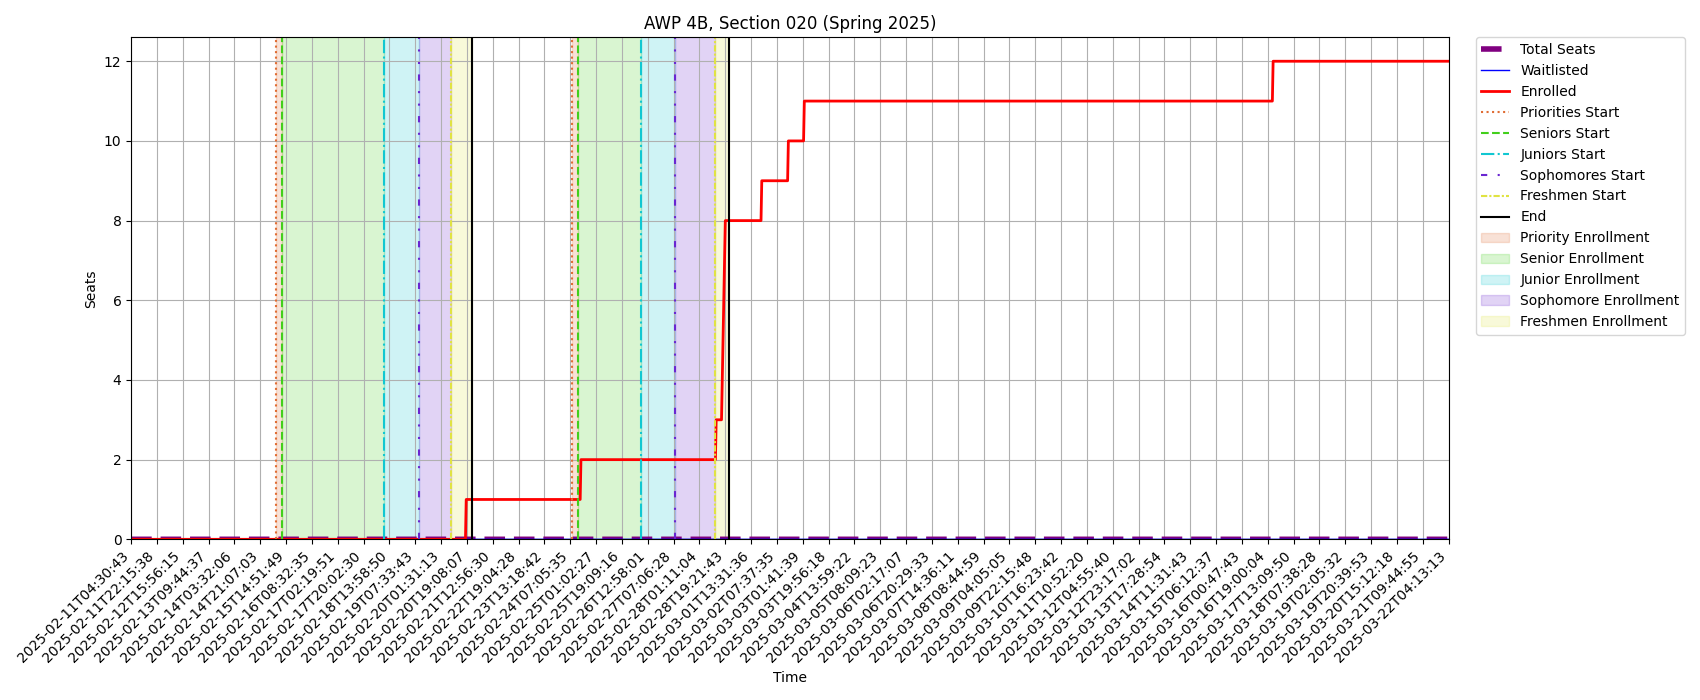 AWP 4B, Section 020 (Spring 2025)
Total Seats
Waitlisted
Enrolled
Priorities Start
Seniors Start
Juniors Start
Sophomores Start
Freshmen Start
End
Priority Enrollment
Senior Enrollment
Junior Enrollment
Sophomore Enrollment
Freshmen Enrollment
Seats
12
10
8
6
4
2
0
2025-02-11T04:30:43
2025-02-11T22:15:38
2025-02-12T15:56:15
2025-02-13T09:44:37
2025-02-14T03:32:06
2025-02-14T21:07:03
2025-02-15T14:51:49
2025-02-16T08:32:35
2025-02-17T02:19:51
2025-02-17T20:02:30
2025-02-18T13:58:50
2025-02-19T07:33:43
2025-02-20T01:31:13
2025-02-20T19:08:07
2025-02-21T12:56:30
2025-02-22T19:04:28
2025-02-23T13:18:42
2025-02-24T07:05:35
2025-02-25T01:02:27
2025-02-25T19:09:16
2025-02-26T12:58:01
2025-02-27T07:06:28
2025-02-28T01:11:04
2025-02-28T19:21:43
2025-03-01T13:31:36
2025-03-02T07:37:35
2025-03-03T01:41:39
2025-03-03T19:56:18
2025-03-04T13:59:22
2025-03-05T08:09:23
2025-03-06T02:17:07
2025-03-06T20:29:33
2025-03-07T14:36:11
2025-03-08T08:44:59
2025-03-09T04:05:05
2025-03-09T22:15:48
2025-03-10T16:23:42
2025-03-11T10:52:20
2025-03-12T04:55:40
2025-03-12T23:17:02
2025-03-13T17:28:54
2025-03-14T11:31:43
2025-03-15T06:12:37
2025-03-16T00:47:43
2025-03-16T19:00:04
2025-03-17T13:09:50
2025-03-18T07:38:28
2025-03-19T02:05:32
2025-03-19T20:39:53
2025-03-20T15:12:18
2025-03-21T09:44:55
2025-03-22T04:13:13
Time